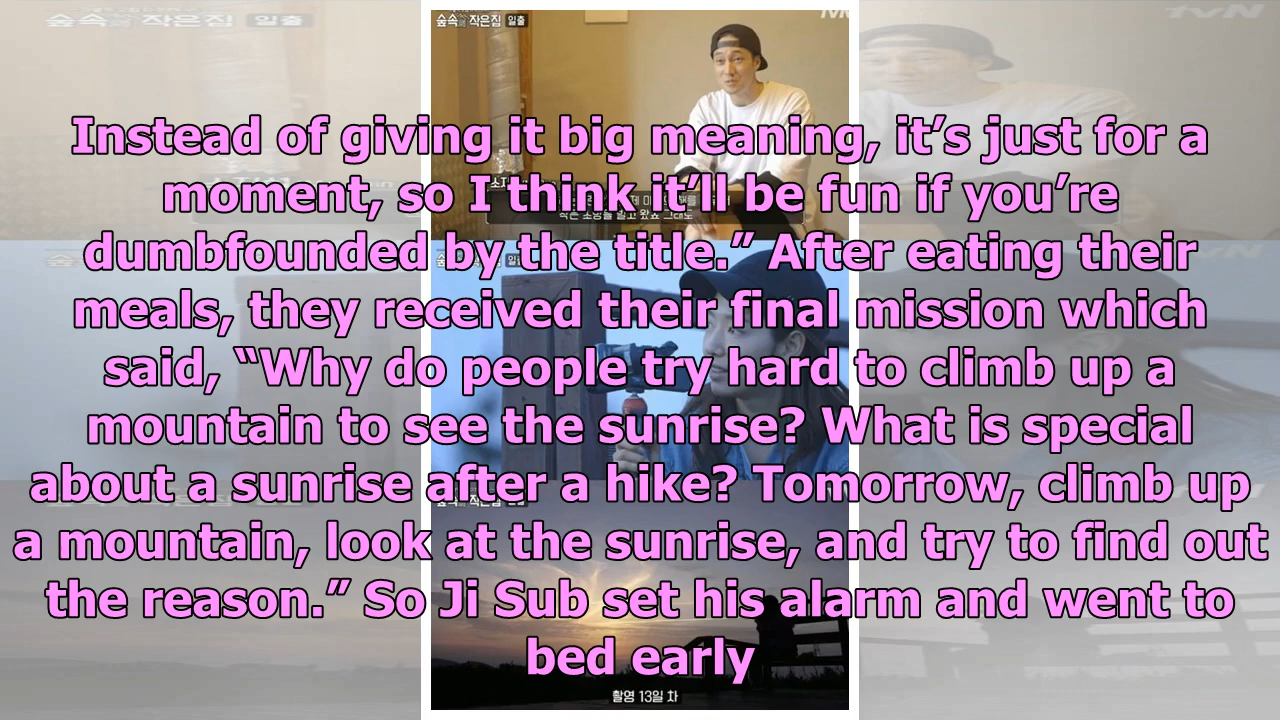 숲속의 작은집 일출
tvN
Instead of giving it big meaning, it’s just for a
moment, so I think it’ll be fun if you’re
dumbfounded by the title.” After eating their
meals, they received their final mission which
said, “Why do people try hard to climb up a
mountain to see the sunrise? What is special
about a sunrise after a hike? Tomorrow, climb up
a mountain, look at the sunrise, and try to find out
the reason.” So Ji Sub set his alarm and went to
bed early
촬영 13일 차